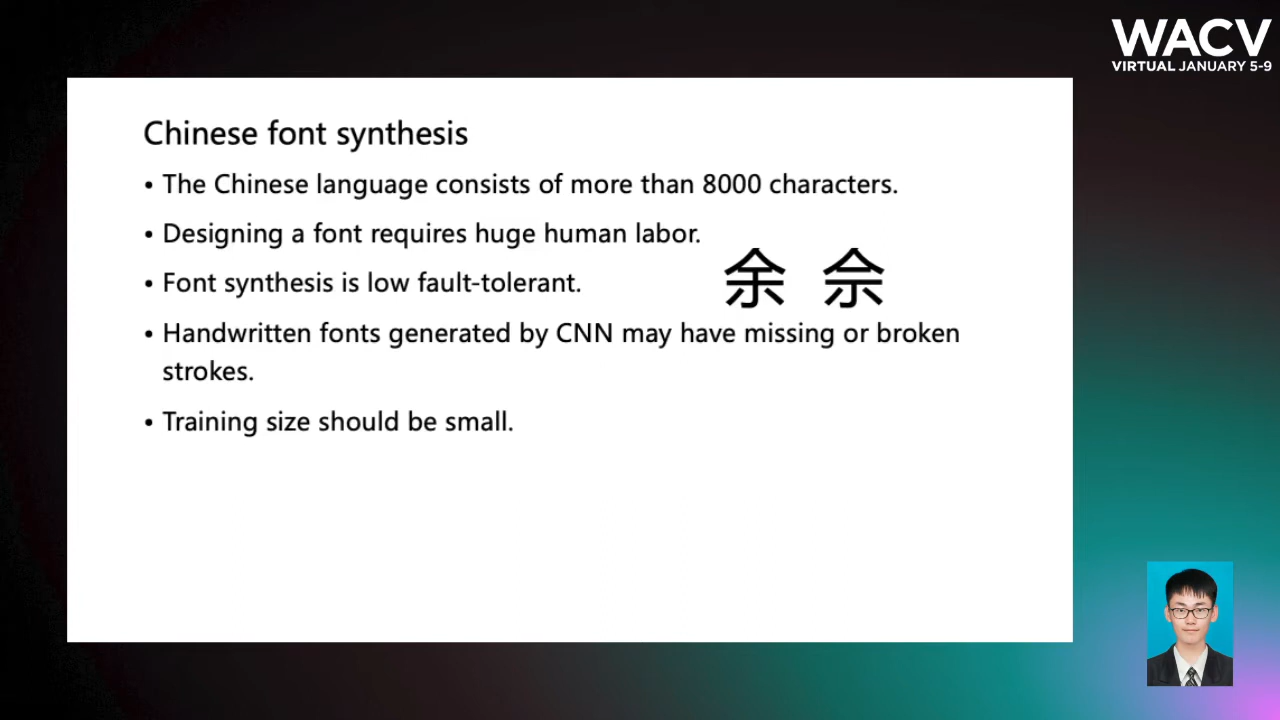 WACV
VIRTUAL JANUARY 5-9
Chinese font synthesis
• The Chinese language consists of more than 8000 characters.
• Designing a font requires huge human labor.
• Font synthesis is low fault-tolerant.
余 佘
• Handwritten fonts generated by CNN may have missing or broken
strokes.
• Training size should be small.